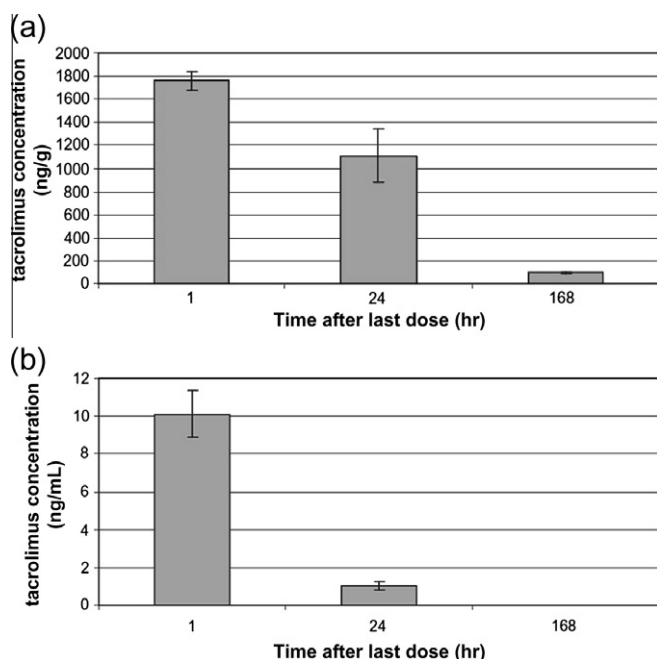 (a)
tacrolimus concentration
(ng/g)
2000
1800
1600
1400
1200
1000
800
600
400
200
0
1 24 168
Time after last dose (hr)
(b)
tacrolimus concentration
(ng/mL)
12
10
8
6
4
2
0
1 24 168
Time after last dose (hr)